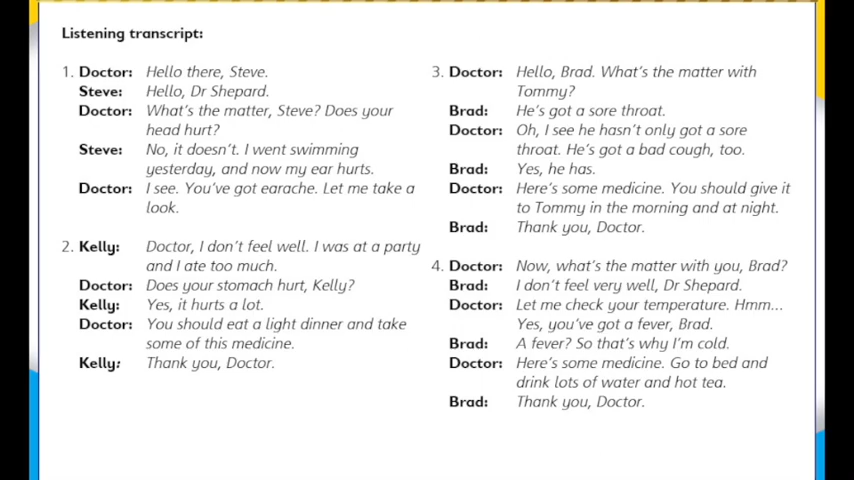 Listening transcript:
1. Doctor: Hello there, Steve.
Steve: Hello, Dr Shepard.
Doctor: What's the matter, Steve? Does your
head hurt?
Steve: No, it doesn't. I went swimming
yesterday, and now my ear hurts.
Doctor: I see. You've got earache. Let me take a
look.
2. Kelly: Doctor, I don't feel well. I was at a party
and I ate too much.
Doctor: Does your stomach hurt, Kelly?
Kelly: Yes, it hurts a lot.
Doctor: You should eat a light dinner and take
some of this medicine.
Kelly: Thank you, Doctor.
3. Doctor: Hello, Brad. What's the matter with
Tommy?
Brad: He's got a sore throat.
Doctor: Oh, I see he hasn't only got a sore
throat. He's got a bad cough, too.
Brad: Yes, he has.
Doctor: Here's some medicine. You should give it
to Tommy in the morning and at night.
Brad: Thank you, Doctor.
4. Doctor: Now, what's the matter with you, Brad?
Brad: I don't feel very well, Dr Shepard.
Doctor: Let me check your temperature. Hmm...
Yes, you've got a fever, Brad.
Brad: A fever? So that's why I'm cold.
Doctor: Here's some medicine. Go to bed and
drink lots of water and hot tea.
Brad: Thank you, Doctor.